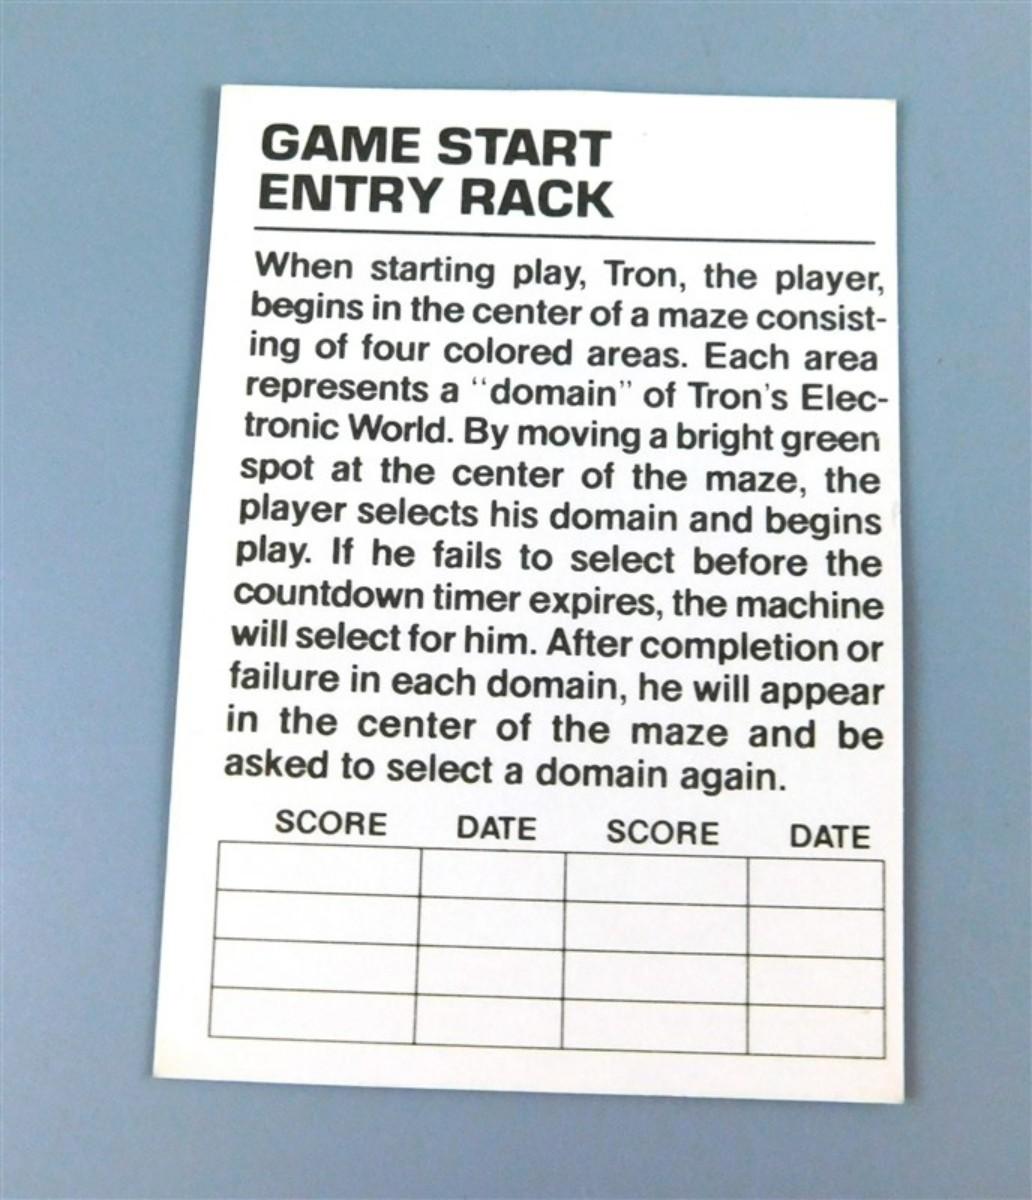 GAME START
ENTRY RACK
When starting play, Tron, the player,
begins in the center of a maze consist-
ing of four colored areas. Each area
represents a “domain” of Tron's Elec-
tronic World. By moving a bright green
spot at the center of the maze, the
player selects his domain and begins
play. If he fails to select before the
countdown timer expires, the machine
will select for him. After completion or
failure in each domain, he will appear
in the center of the maze and be
asked to select a domain again.
SCORE DATE SCORE DATE